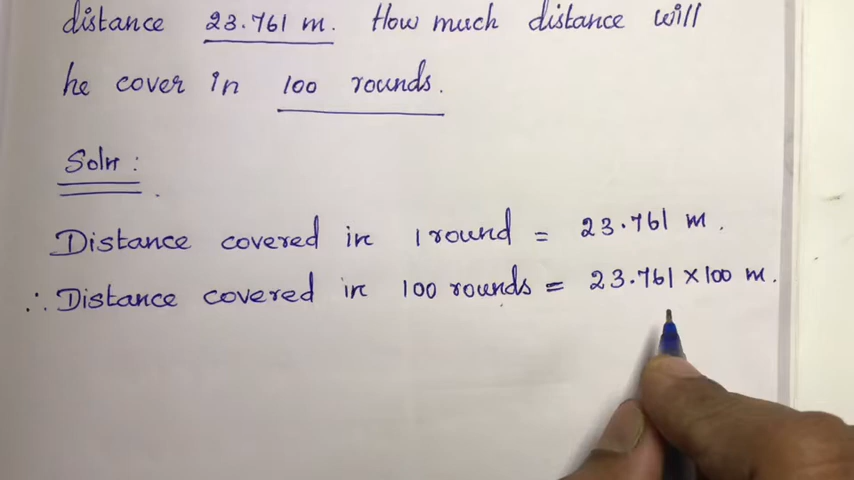 distance 23.761 m. How much distance will
he cover in 100 rounds.
Soln :
Distance covered in 1 round = 23.761 m.
∴ Distance covered in 100 rounds = 23.761 × 100 m.